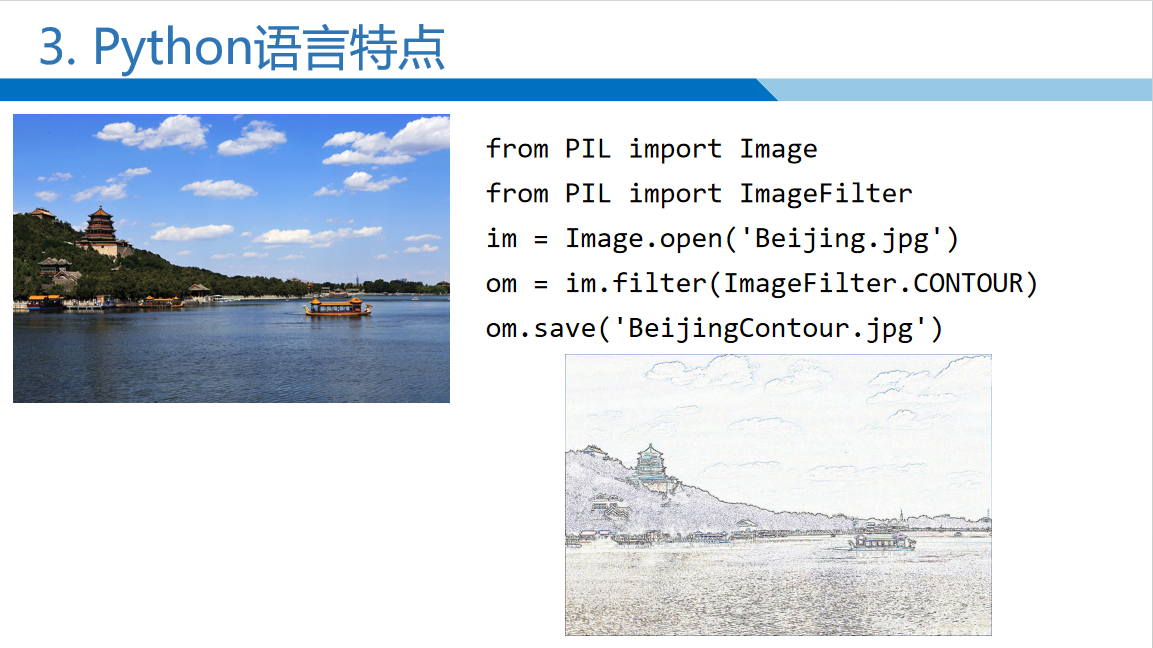 3. Python语言特点
from PIL import Image
from PIL import ImageFilter
im = Image.open('Beijing.jpg')
om = im.filter(ImageFilter.CONTOUR)
om.save('BeijingContour.jpg')